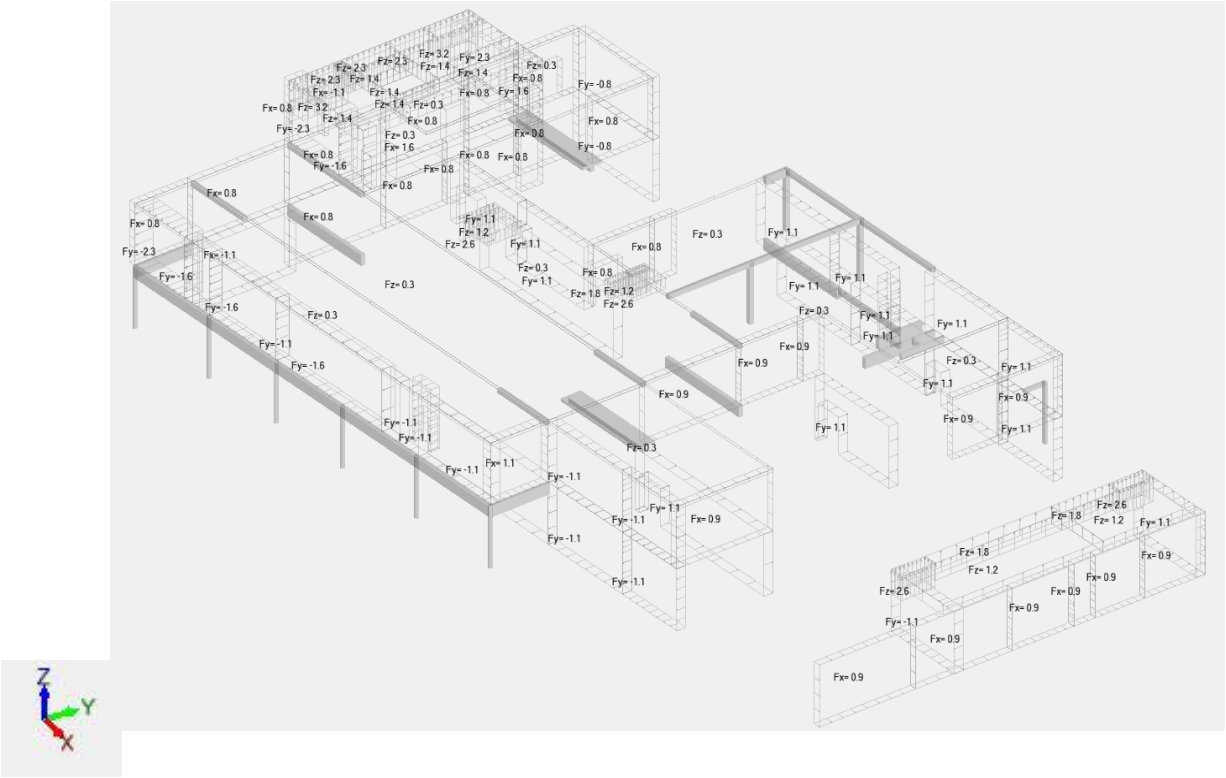 Fz= 3.2
Fy= 2.3
Fz= 2.3
Fz= 2.3
Fz= 1.4
Fz= 1.4
Fz= 0.3
Fz= 2.3
Fz= 1.4
Fx= 0.8
Fy= -0.8
Fx= -1.1
Fz= 1.4
Fx= 0.8
Fy= 1.6
Fx= 0.8
Fz= 3.2
Fz= 1.4
Fz= 0.3
Fz= 1.4
Fx= 0.8
Fx= 0.8
Fy= -2.3
Fz= 0.3
Fx= 0.8
Fx= 1.6
Fy= -0.8
Fx= 0.8
Fx= 0.8
Fx= 0.8
Fy= -1.6
Fx= 0.8
Fx= 0.8
Fx= 0.8
Fx= 0.8
Fx= 0.8
Fy= 1.1
Fx= 0.8
Fz= 1.2
Fz= 0.3
Fy= 1.1
Fz= 2.6
Fy= 1.1
Fx= 0.8
Fy= -2.3
Fx= -1.1
Fz= 0.3
Fx= 0.8
Fy= -1.6
Fy= 1.1
Fy= 1.1
Fz= 0.3
Fy= 1.1
Fz= 1.8
Fz= 1.2
Fz= 2.6
Fy= -1.6
Fz= 0.3
Fz= 0.3
Fy= 1.1
Fy= 1.1
Fy= 1.1
Fy= -1.1
Fx= 0.9
Fy= -1.6
Fx= 0.9
Fz= 0.3
Fy= 1.1
Fy= 1.1
Fx= 0.9
Fx= 0.9
Fy= -1.1
Fx= 0.9
Fy= 1.1
Fy= 1.1
Fy= -1.1
Fz= 0.3
Fy= -1.1
Fx= 1.1
Fy= -1.1
Fy= 1.1
Fy= -1.1
Fx= 0.9
Fy= -1.1
Fy= -1.1
Fz= 2.6
Fz= 1.8
Fz= 1.2
Fy= 1.1
Fz= 1.8
Fx= 0.9
Fz= 1.2
Fx= 0.9
Fz= 2.6
Fx= 0.9
Fx= 0.9
Fy= -1.1
Fx= 0.9
Fx= 0.9
Z
Y
X